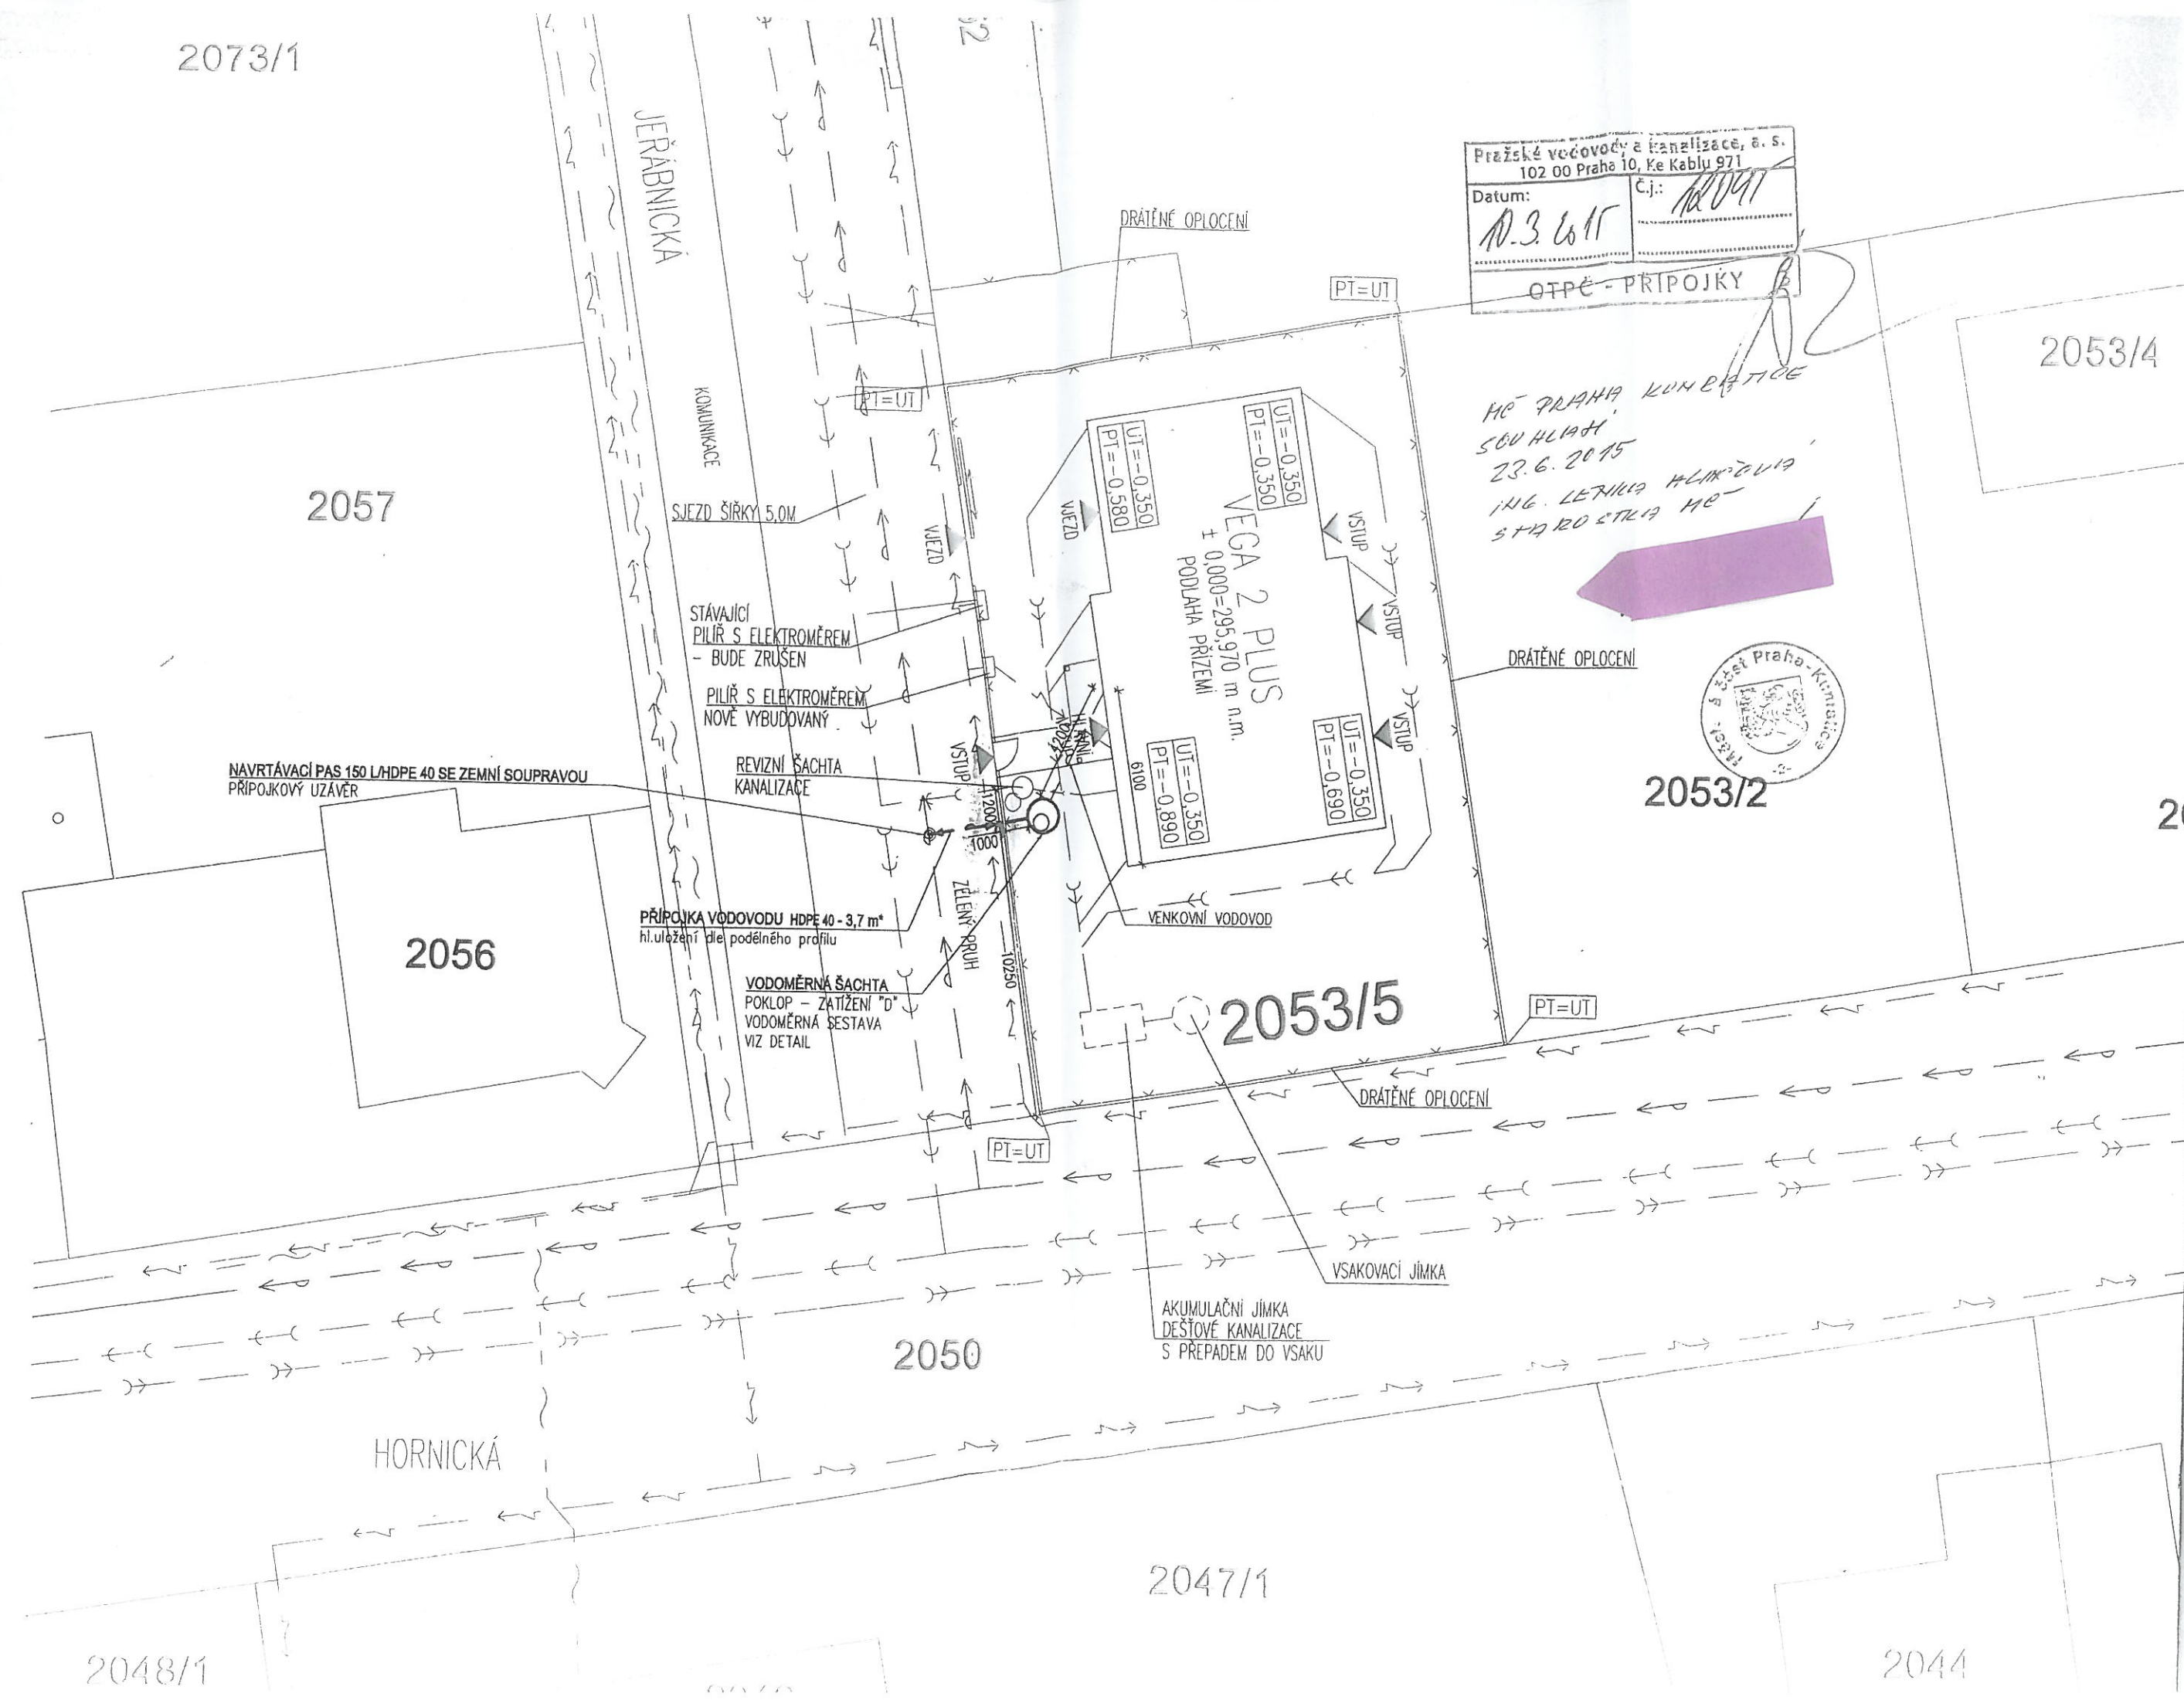 2073/1
JEŘÁBNICKÁ
Pražské vodovody a kanalizace, a. s.
102 00 Praha 10, Ke Kablu 971
Datum:
Č.j.:
10.3.2015
OTPČ - PŘÍPOJKY
DRÁTĚNÉ OPLOCENÍ
PT=UT
2053/4
MČ PRAHA KUNRATICE
SOUHLASÍ
23.6.2015
ING. LENKA
STAROSTKA MČ
PT=UT
KOMUNIKACE
2057
SJEZD ŠÍŘKY 5,0M
VJEZD
VJEZD
UT=-0,350
PT=-0,580
UT=-0,350
PT=-0,350
VEGA 2 PLUS
± 0,000=295,970 m n.m.
PODLAHA PŘÍZEMÍ
VSTUP
VSTUP
VSTUP
STÁVAJÍCÍ
PILÍŘ S ELEKTROMĚREM
- BUDE ZRUŠEN
PILÍŘ S ELEKTROMĚREM
NOVĚ VYBUDOVANÝ
DRÁTĚNÉ OPLOCENÍ
Praha-Kunratice
-2-
2053/2
NAVRTÁVACÍ PAS 150 L/HDPE 40 SE ZEMNÍ SOUPRAVOU
PŘÍPOJKOVÝ UZÁVĚR
REVIZNÍ ŠACHTA
KANALIZACE
VSTUP
1200
1000
6100
UT=-0,350
PT=-0,890
UT=-0,350
PT=-0,690
2056
PŘÍPOJKA VODOVODU HDPE 40 - 3,7 m*
hl.uložení dle podélného profilu
ZELENÝ PRUH
10250
VENKOVNÍ VODOVOD
VODOMĚRNÁ ŠACHTA
POKLOP - ZATÍŽENÍ "D"
VODOMĚRNÁ SESTAVA
VIZ DETAIL
2053/5
PT=UT
DRÁTĚNÉ OPLOCENÍ
PT=UT
VSAKOVACÍ JÍMKA
AKUMULAČNÍ JÍMKA
DEŠŤOVÉ KANALIZACE
S PŘEPADEM DO VSAKU
2050
HORNICKÁ
2047/1
2048/1
2044